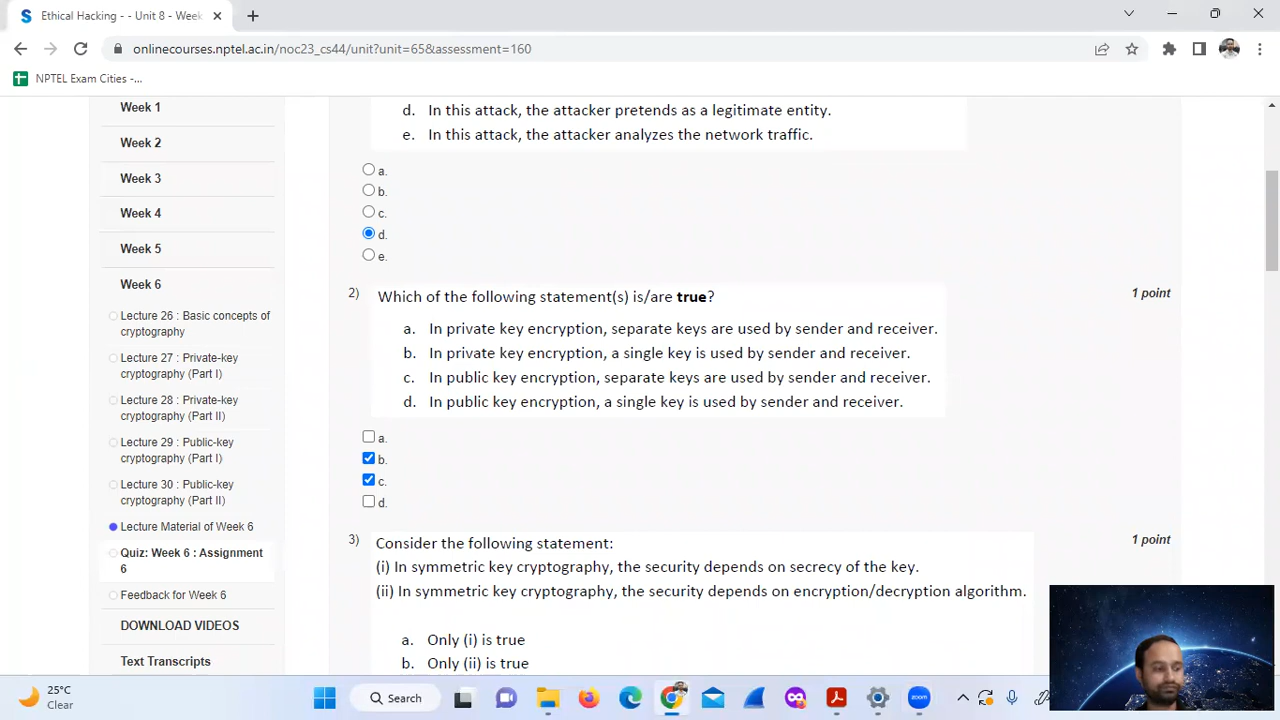 Ethical Hacking - - Unit 8 - Week
onlinecourses.nptel.ac.in/noc23_cs44/unit?unit=65&assessment=160
NPTEL Exam Cities -...
Week 1
Week 2
Week 3
Week 4
Week 5
Week 6
Lecture 26 : Basic concepts of
cryptography
Lecture 27 : Private-key
cryptography (Part I)
Lecture 28 : Private-key
cryptography (Part II)
Lecture 29 : Public-key
cryptography (Part I)
Lecture 30 : Public-key
cryptography (Part II)
Lecture Material of Week 6
Quiz: Week 6 : Assignment
6
Feedback for Week 6
DOWNLOAD VIDEOS
Text Transcripts
d. In this attack, the attacker pretends as a legitimate entity.
e. In this attack, the attacker analyzes the network traffic.
a.
b.
c.
d.
e.
2) Which of the following statement(s) is/are true? 1 point
a. In private key encryption, separate keys are used by sender and receiver.
b. In private key encryption, a single key is used by sender and receiver.
c. In public key encryption, separate keys are used by sender and receiver.
d. In public key encryption, a single key is used by sender and receiver.
a.
b.
c.
d.
3) Consider the following statement: 1 point
(i) In symmetric key cryptography, the security depends on secrecy of the key.
(ii) In symmetric key cryptography, the security depends on encryption/decryption algorithm.
a. Only (i) is true
b. Only (ii) is true
25°C
Clear
Search
zoom